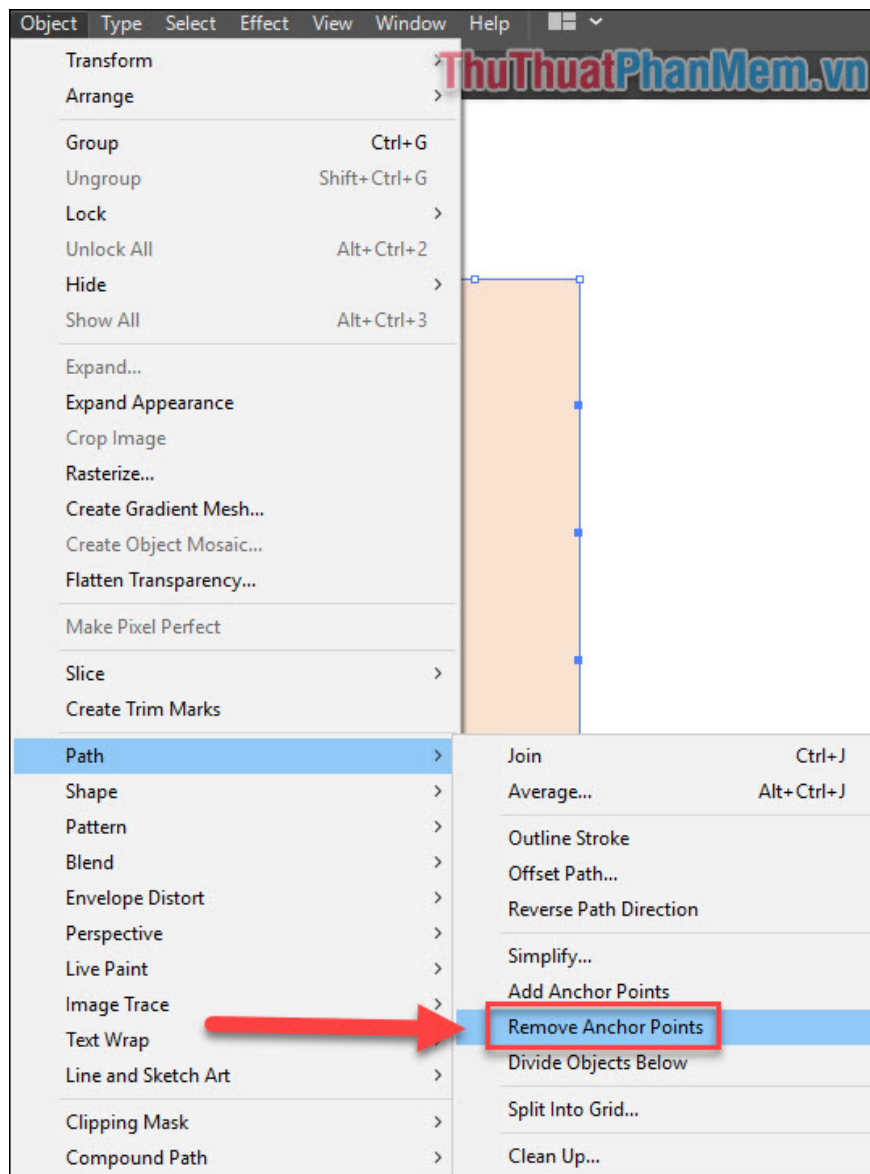 Object Type Select Effect View Window Help
ThuThuatPhanMem.vn
Transform
Arrange
Group Ctrl+G
Ungroup Shift+Ctrl+G
Lock
Unlock All Alt+Ctrl+2
Hide
Show All Alt+Ctrl+3
Expand...
Expand Appearance
Crop Image
Rasterize...
Create Gradient Mesh...
Create Object Mosaic...
Flatten Transparency...
Make Pixel Perfect
Slice
Create Trim Marks
Path
Shape
Pattern
Blend
Envelope Distort
Perspective
Live Paint
Image Trace
Text Wrap
Line and Sketch Art
Clipping Mask
Compound Path
Join Ctrl+J
Average... Alt+Ctrl+J
Outline Stroke
Offset Path...
Reverse Path Direction
Simplify...
Add Anchor Points
Remove Anchor Points
Divide Objects Below
Split Into Grid...
Clean Up...